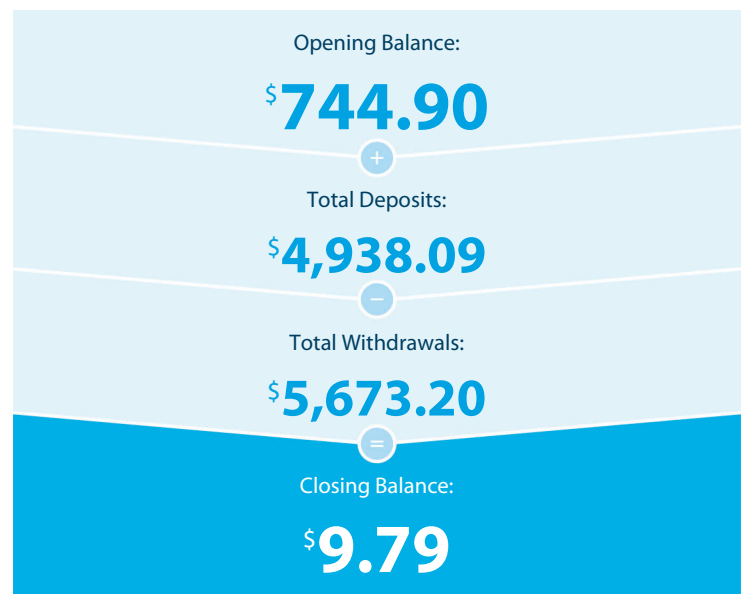 Opening Balance:
$744.90
+
Total Deposits:
$4,938.09
−
Total Withdrawals:
$5,673.20
=
Closing Balance:
$9.79